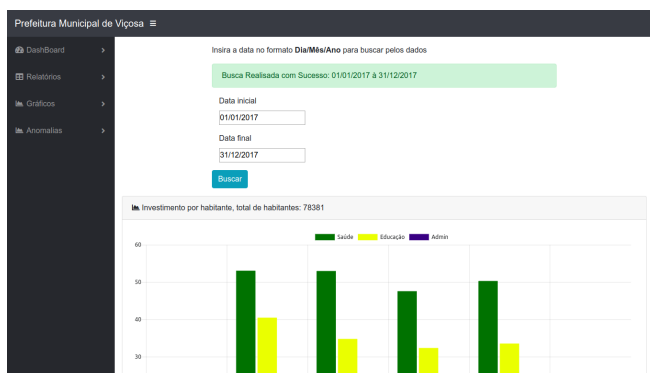 Prefeitura Municipal de Viçosa
DashBoard
Relatórios
Gráficos
Anomalias
Insira a data no formato Dia/Mês/Ano para buscar pelos dados
Busca Realisada com Sucesso: 01/01/2017 à 31/12/2017
Data inicial
01/01/2017
Data final
31/12/2017
Buscar
Investimento por habitante, total de habitantes: 78381
Saúde Educação Admin
60
50
40
30